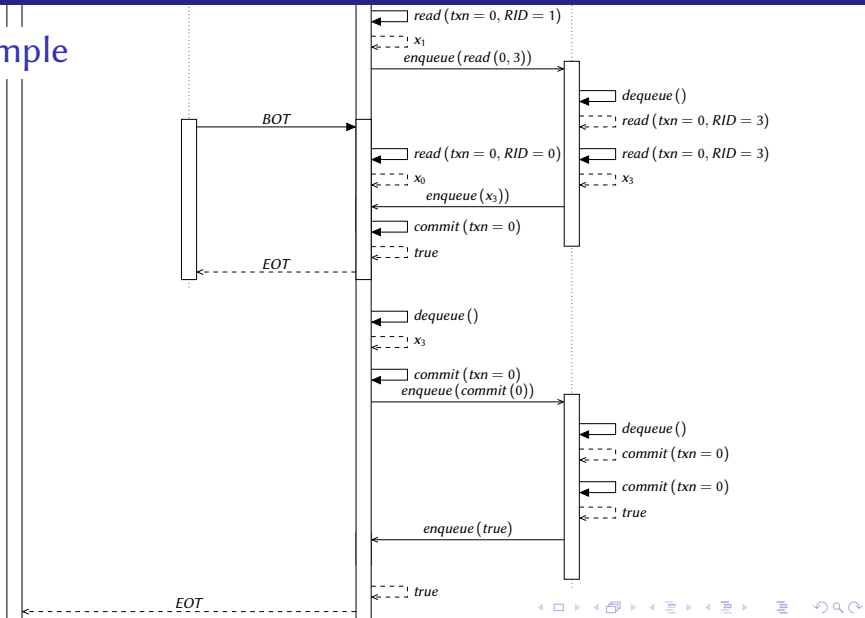 mple
read (txn = 0, RID = 1)
x₁
enqueue (read (0, 3))
dequeue ()
read (txn = 0, RID = 3)
BOT
read (txn = 0, RID = 0)
read (txn = 0, RID = 3)
x₀
x₃
enqueue (x₃))
commit (txn = 0)
true
EOT
dequeue ()
x₃
commit (txn = 0)
enqueue (commit (0))
dequeue ()
commit (txn = 0)
commit (txn = 0)
true
enqueue (true)
true
EOT